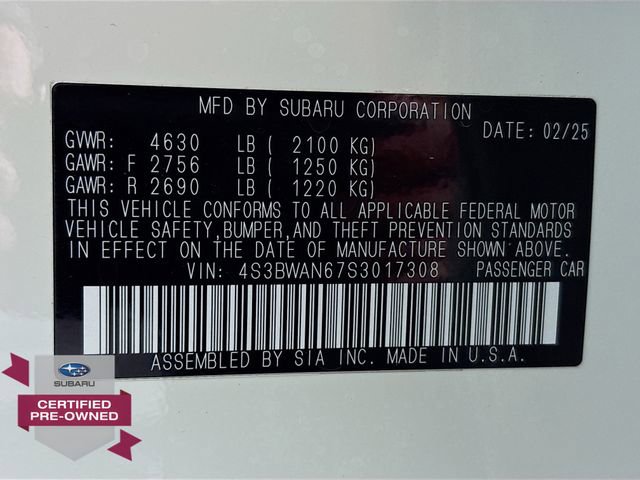 MFD BY SUBARU CORPORATION
DATE: 02/25
GVWR: 4630 LB ( 2100 KG)
GAWR: F 2756 LB ( 1250 KG)
GAWR: R 2690 LB ( 1220 KG)
THIS VEHICLE CONFORMS TO ALL APPLICABLE FEDERAL MOTOR
VEHICLE SAFETY,BUMPER,AND THEFT PREVENTION STANDARDS
IN EFFECT ON THE DATE OF MANUFACTURE SHOWN ABOVE.
VIN: 4S3BWAN67S3017308 PASSENGER CAR
ASSEMBLED BY SIA INC. MADE IN U.S.A.
SUBARU
CERTIFIED
PRE-OWNED